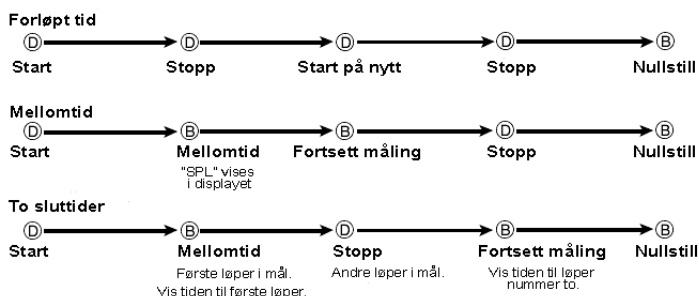 Forløpt tid
D D D D B
Start Stopp Start på nytt Stopp Nullstill
Mellomtid
D B B D B
Start Mellomtid Fortsett måling Stopp Nullstill
"SPL" vises
i displayet
To sluttider
D B D B B
Start Mellomtid Stopp Fortsett måling Nullstill
Første løper i mål. Andre løper i mål. Vis tiden til løper
Vis tiden til første løper. nummer to.